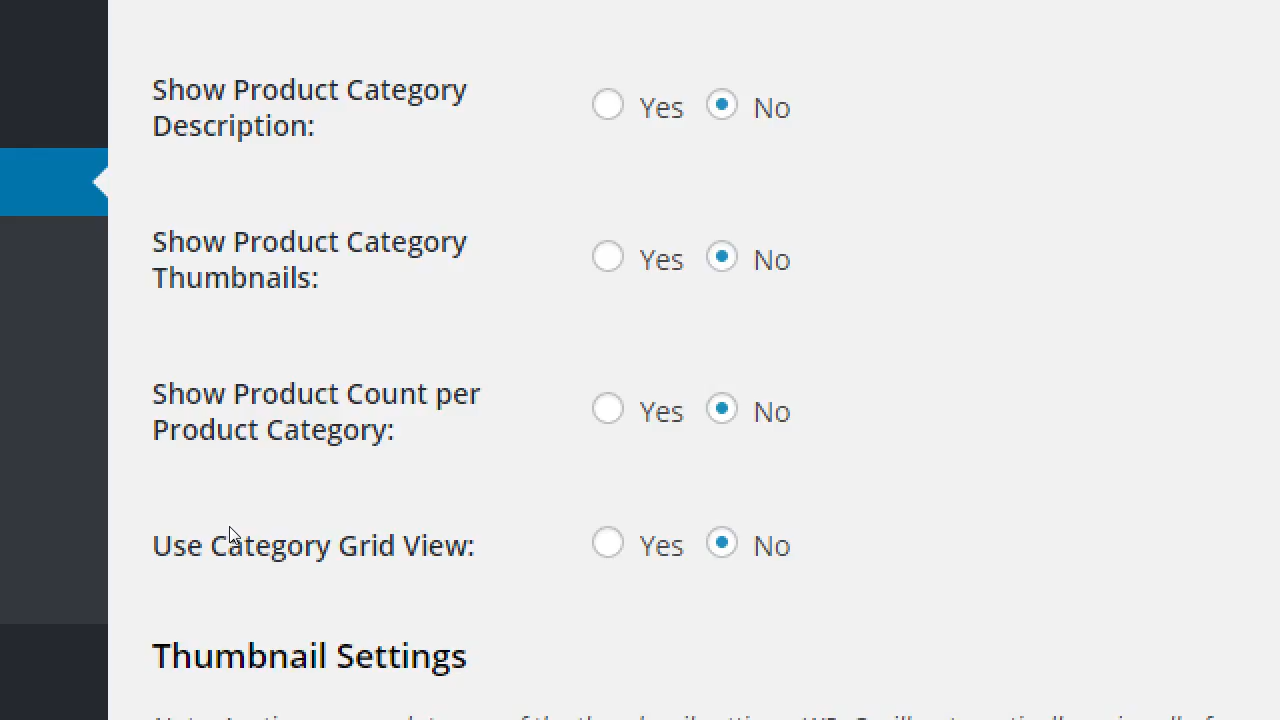 Show Product Category
Description:
Yes No
Show Product Category
Thumbnails:
Yes No
Show Product Count per
Product Category:
Yes No
Use Category Grid View: Yes No
Thumbnail Settings